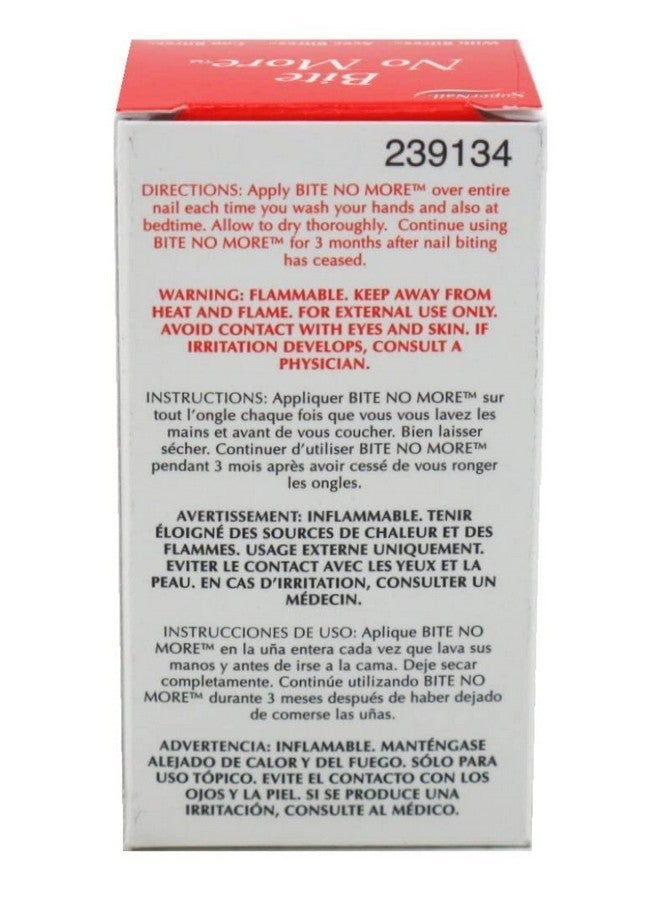 With Bitrex™ Avec Bitrex™ Con Bitrex™
Bite
No More™
SuperNail
239134
DIRECTIONS: Apply BITE NO MORE™ over entire
nail each time you wash your hands and also at
bedtime. Allow to dry thoroughly. Continue using
BITE NO MORE™ for 3 months after nail biting
has ceased.
WARNING: FLAMMABLE. KEEP AWAY FROM
HEAT AND FLAME. FOR EXTERNAL USE ONLY.
AVOID CONTACT WITH EYES AND SKIN. IF
IRRITATION DEVELOPS, CONSULT A
PHYSICIAN.
INSTRUCTIONS: Appliquer BITE NO MORE™ sur
tout l'ongle chaque fois que vous vous lavez les
mains et avant de vous coucher. Bien laisser
sécher. Continuer d'utiliser BITE NO MORE™
pendant 3 mois après avoir cessé de vous ronger
les ongles.
AVERTISSEMENT: INFLAMMABLE. TENIR
ÉLOIGNÉ DES SOURCES DE CHALEUR ET DES
FLAMMES. USAGE EXTERNE UNIQUEMENT.
EVITER LE CONTACT AVEC LES YEUX ET LA
PEAU. EN CAS D'IRRITATION, CONSULTER UN
MÉDECIN.
INSTRUCCIONES DE USO: Aplique BITE NO
MORE™ en la uña entera cada vez que lava sus
manos y antes de irse a la cama. Deje secar
completamente. Continúe utilizando BITE NO
MORE™ durante 3 meses después de haber dejado
de comerse las uñas.
ADVERTENCIA: INFLAMABLE. MANTÉNGASE
ALEJADO DE CALOR Y DEL FUEGO. SÓLO PARA
USO TÓPICO. EVITE EL CONTACTO CON LOS
OJOS Y LA PIEL. SI SE PRODUCE UNA
IRRITACIÓN, CONSULTE AL MÉDICO.